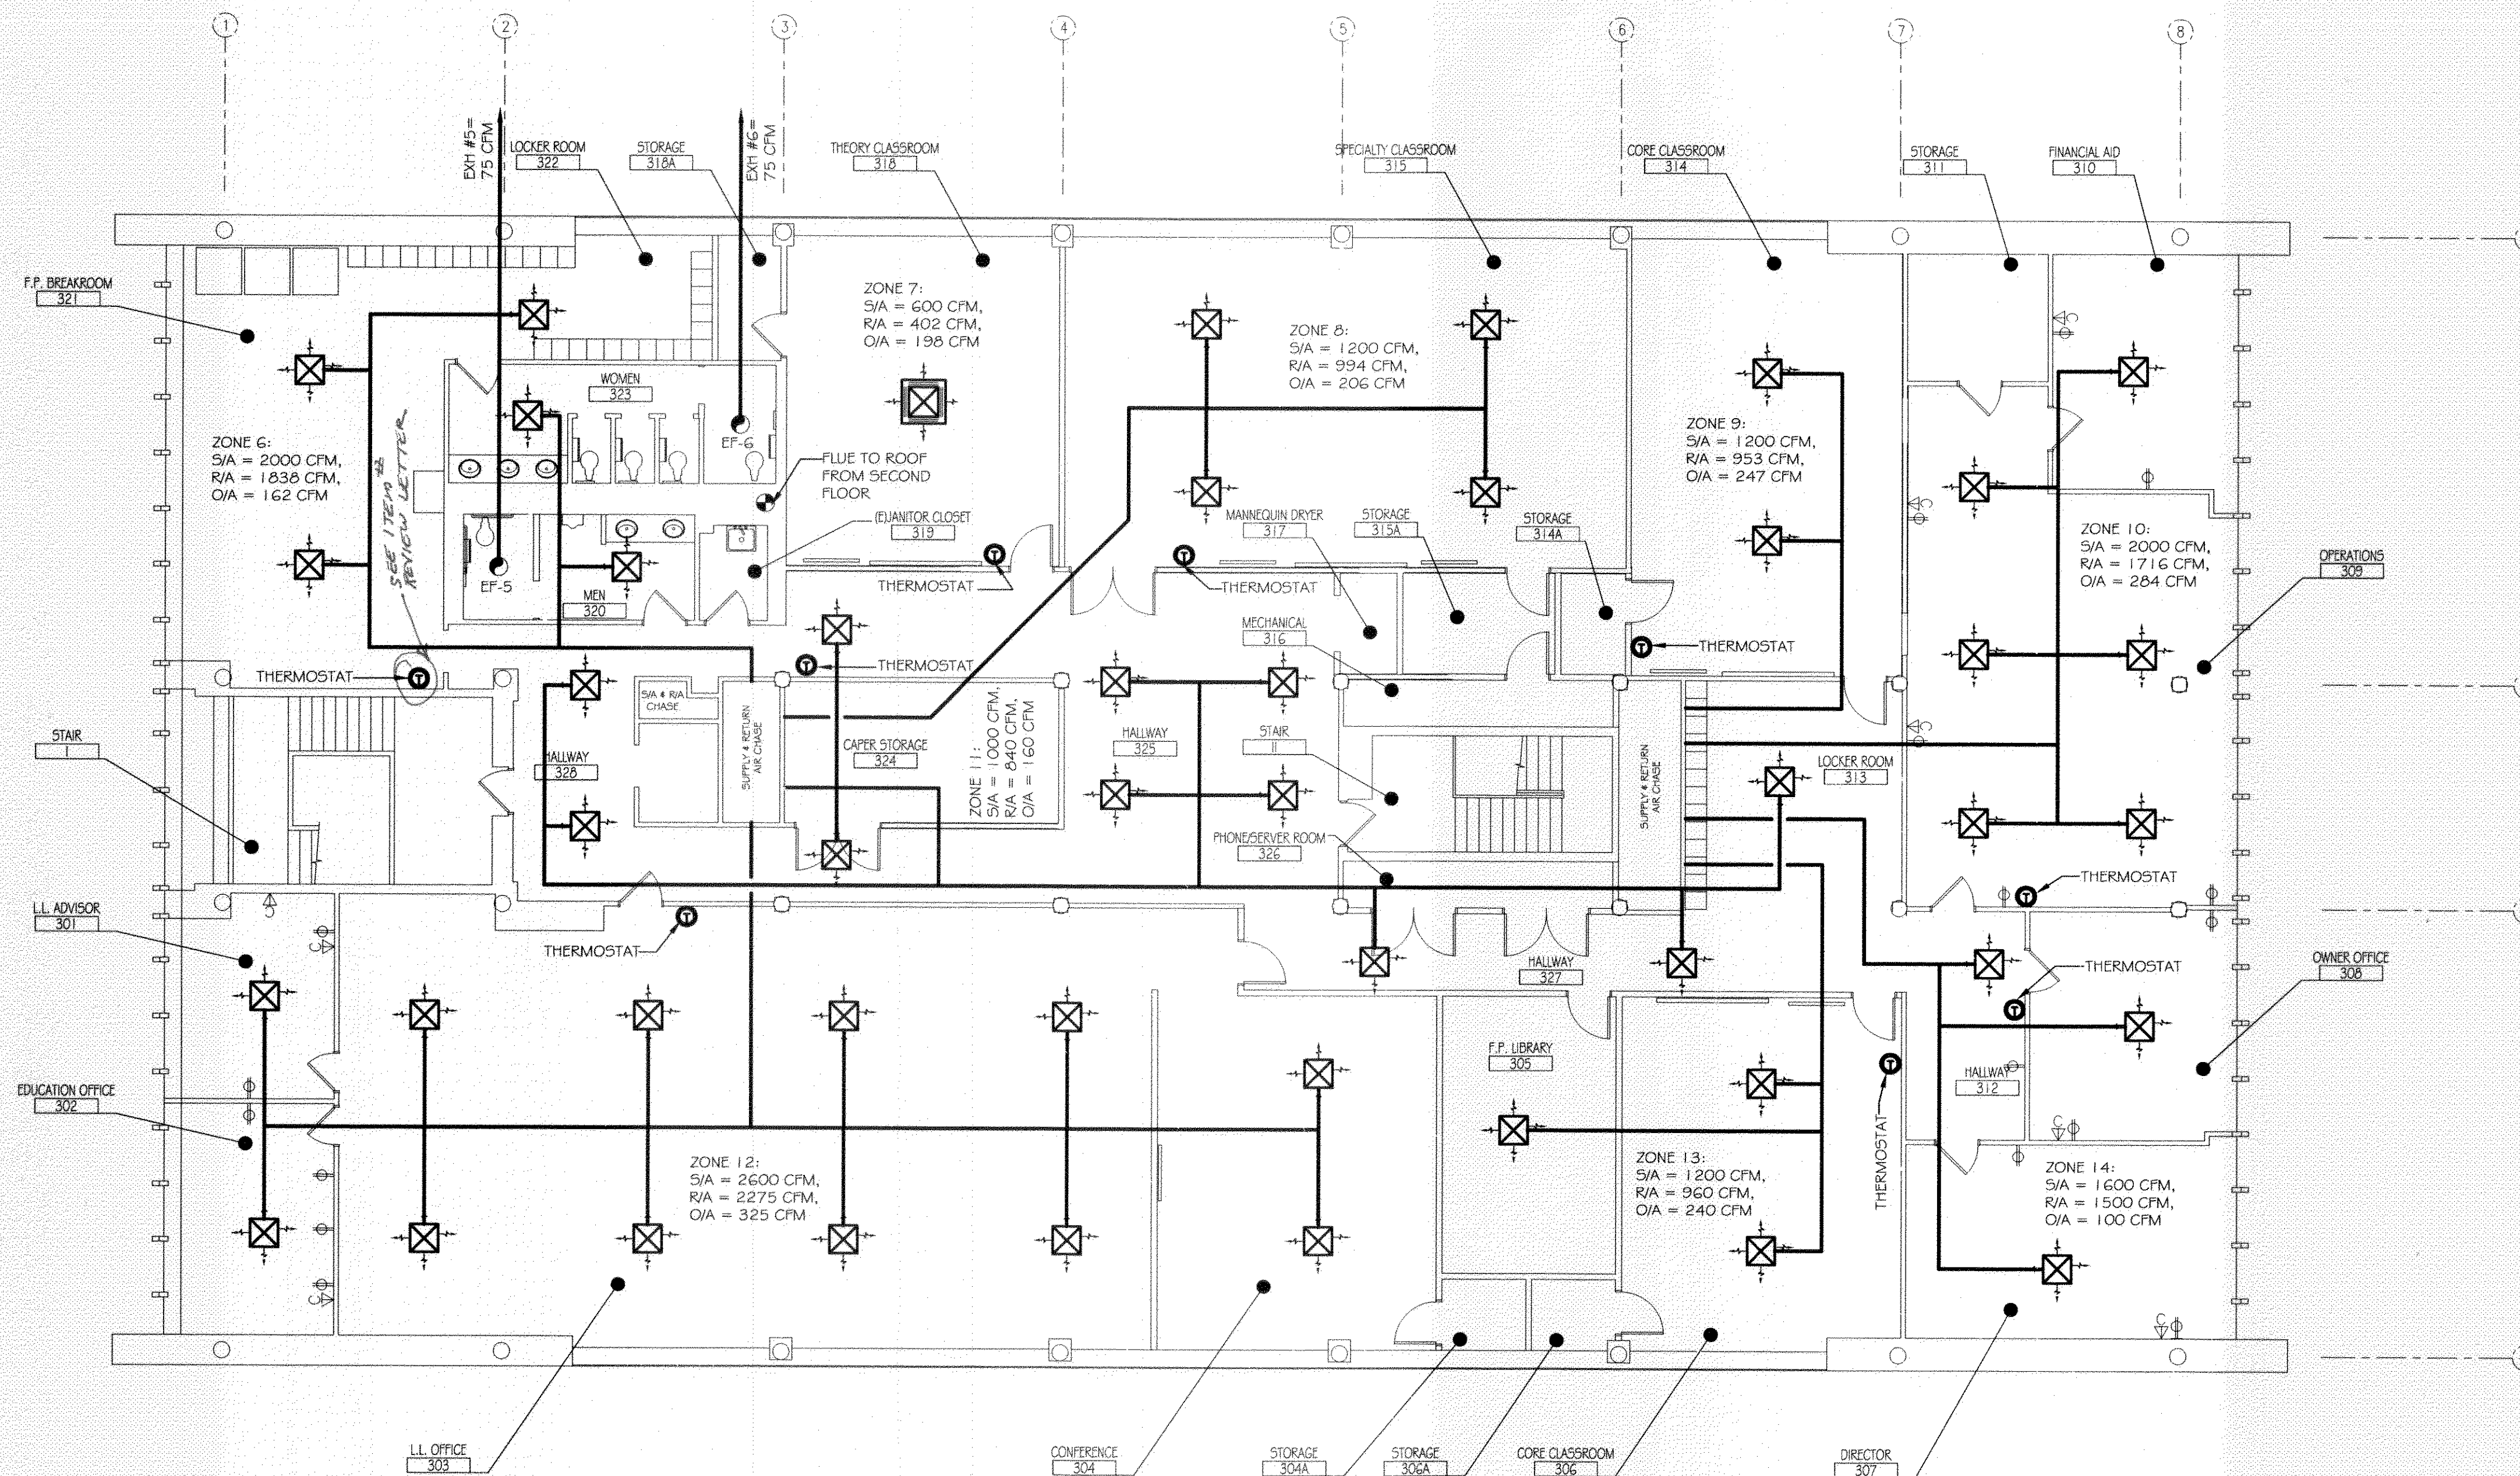 1
2
3
4
5
6
7
8
EXH #5=
75 CFM
LOCKER ROOM
322
STORAGE
318A
EXH #6=
75 CFM
THEORY CLASSROOM
318
SPECIALTY CLASSROOM
315
CORE CLASSROOM
314
STORAGE
311
FINANCIAL AID
310
F.P. BREAKROOM
321
ZONE 7:
S/A = 600 CFM,
R/A = 402 CFM,
O/A = 198 CFM
ZONE 8:
S/A = 1200 CFM,
R/A = 994 CFM,
O/A = 206 CFM
WOMEN
323
ZONE 6:
S/A = 2000 CFM,
R/A = 1838 CFM,
O/A = 162 CFM
SEE ITEM #2
REVIEW LETTER
EF-6
FLUE TO ROOF
FROM SECOND
FLOOR
ZONE 9:
S/A = 1200 CFM,
R/A = 953 CFM,
O/A = 247 CFM
(E)JANITOR CLOSET
319
MANNEQUIN DRYER
317
STORAGE
315A
STORAGE
314A
ZONE 10:
S/A = 2000 CFM,
R/A = 1716 CFM,
O/A = 284 CFM
OPERATIONS
309
EF-5
MEN
320
T
THERMOSTAT
T
THERMOSTAT
MECHANICAL
316
T
THERMOSTAT
T
THERMOSTAT
THERMOSTAT
T
S/A & R/A
CHASE
SUPPLY & RETURN
AIR CHASE
CAPER STORAGE
324
ZONE 11:
S/A = 1000 CFM,
R/A = 840 CFM,
O/A = 160 CFM
HALLWAY
325
STAIR
II
SUPPLY & RETURN
AIR CHASE
LOCKER ROOM
313
STAIR
I
HALLWAY
328
PHONE/SERVER ROOM
326
T
THERMOSTAT
L.L. ADVISOR
301
THERMOSTAT
T
HALLWAY
327
T
THERMOSTAT
OWNER OFFICE
308
EDUCATION OFFICE
302
F.P. LIBRARY
305
T
THERMOSTAT
HALLWAY
312
ZONE 12:
S/A = 2600 CFM,
R/A = 2275 CFM,
O/A = 325 CFM
ZONE 13:
S/A = 1200 CFM,
R/A = 960 CFM,
O/A = 240 CFM
ZONE 14:
S/A = 1600 CFM,
R/A = 1500 CFM,
O/A = 100 CFM
L.L. OFFICE
303
CONFERENCE
304
STORAGE
304A
STORAGE
306A
CORE CLASSROOM
306
DIRECTOR
307